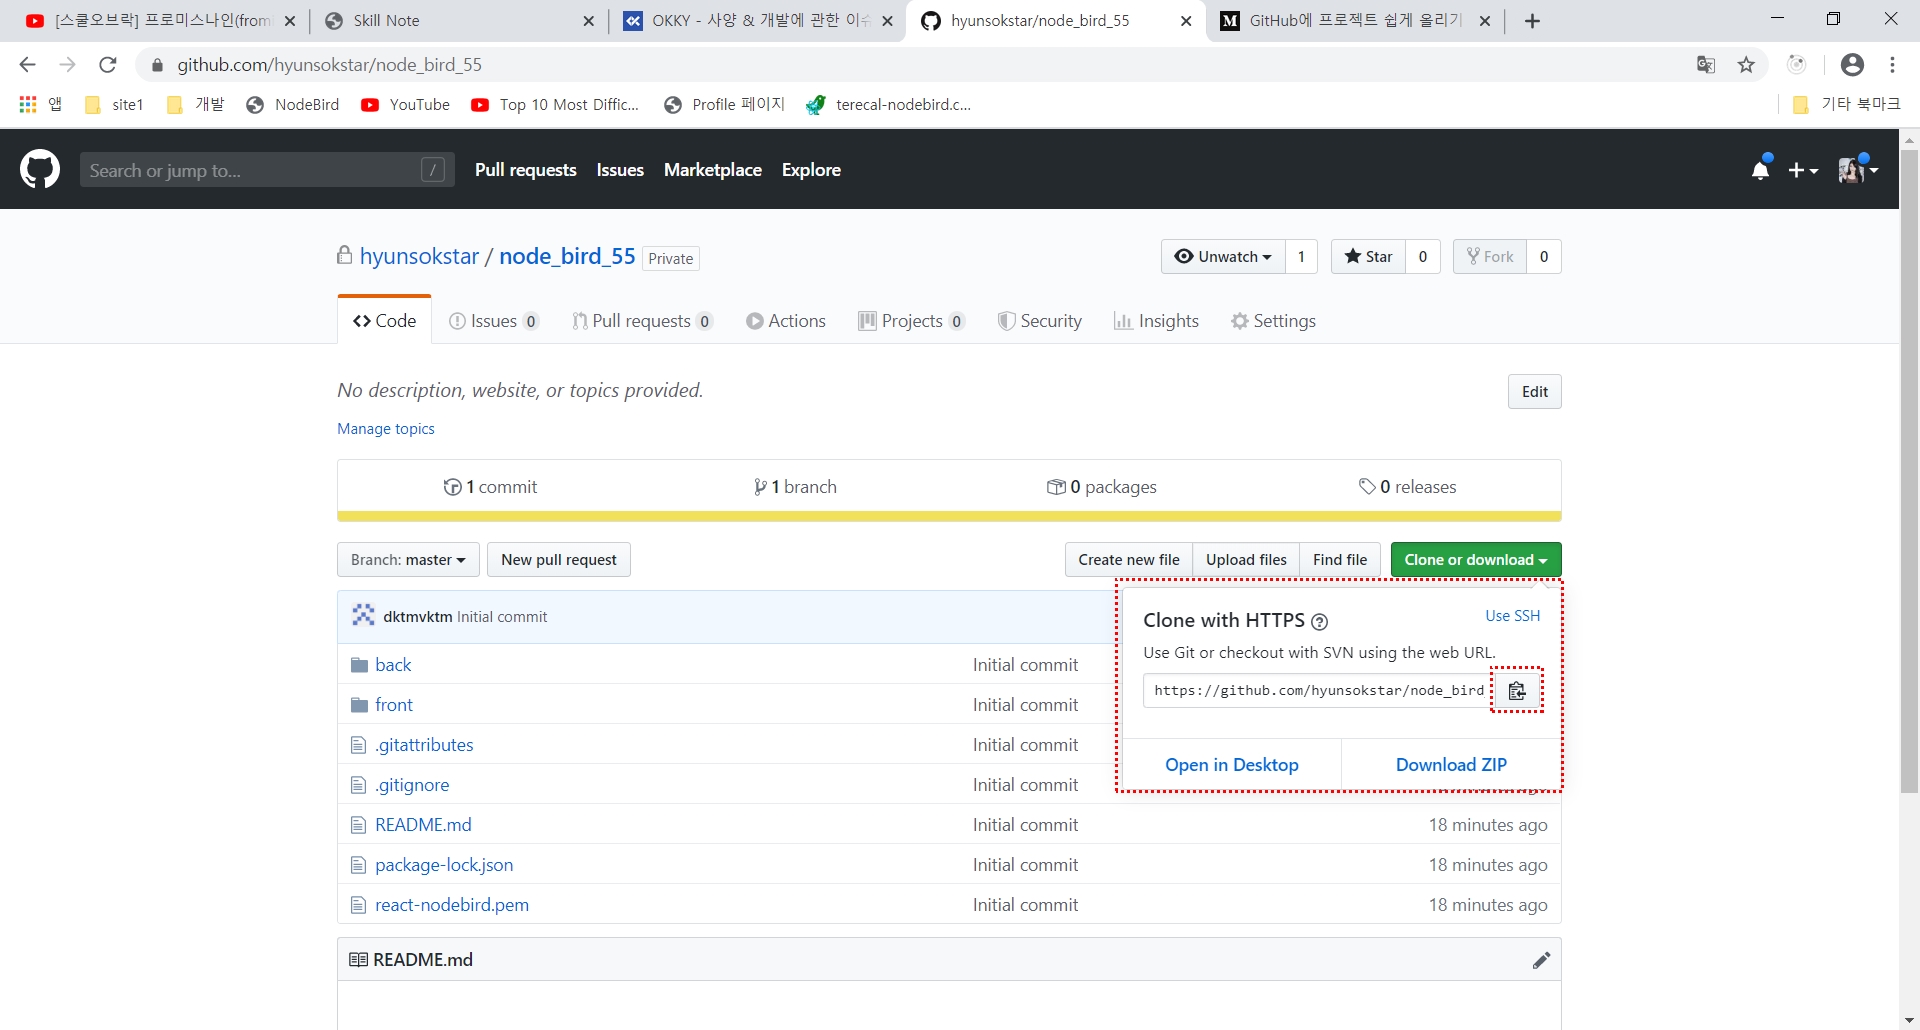 [스쿨오브락] 프로미스나인(from
Skill Note
OKKY - 사양 & 개발에 관한 이슈
hyunsokstar/node_bird_55
GitHub에 프로젝트 쉽게 올리기
github.com/hyunsokstar/node_bird_55
앱 site1 개발 NodeBird YouTube Top 10 Most Diffic... Profile 페이지 terecal-nodebird.c... 기타 북마크
Search or jump to... / Pull requests Issues Marketplace Explore
hyunsokstar / node_bird_55 Private Unwatch 1 Star 0 Fork 0
Code Issues 0 Pull requests 0 Actions Projects 0 Security Insights Settings
No description, website, or topics provided. Edit
Manage topics
1 commit 1 branch 0 packages 0 releases
Branch: master New pull request Create new file Upload files Find file Clone or download
dktmvktm Initial commit
Clone with HTTPS Use SSH
Use Git or checkout with SVN using the web URL.
https://github.com/hyunsokstar/node_bird
Open in Desktop Download ZIP
back Initial commit
front Initial commit
.gitattributes Initial commit
.gitignore Initial commit
README.md Initial commit 18 minutes ago
package-lock.json Initial commit 18 minutes ago
react-nodebird.pem Initial commit 18 minutes ago
README.md